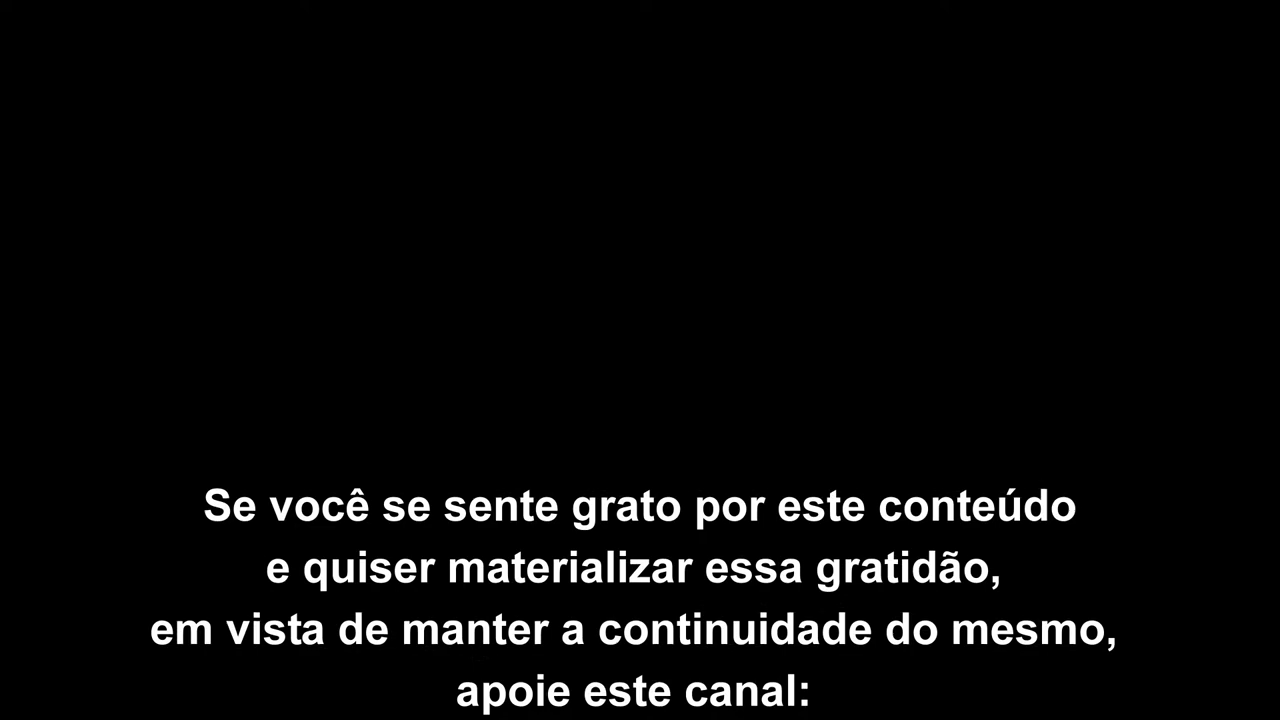 Se você se sente grato por este conteúdo
e quiser materializar essa gratidão,
em vista de manter a continuidade do mesmo,
apoie este canal: